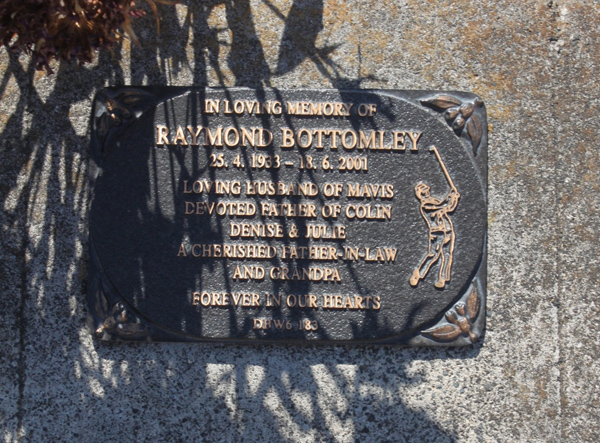 IN LOVING MEMORY OF
RAYMOND BOTTOMLEY
25. 4. 1933 – 13. 6. 2001
LOVING HUSBAND OF MAVIS
DEVOTED FATHER OF COLIN
DENISE & JULIE
A CHERISHED FATHER-IN-LAW
AND GRANDPA
FOREVER IN OUR HEARTS